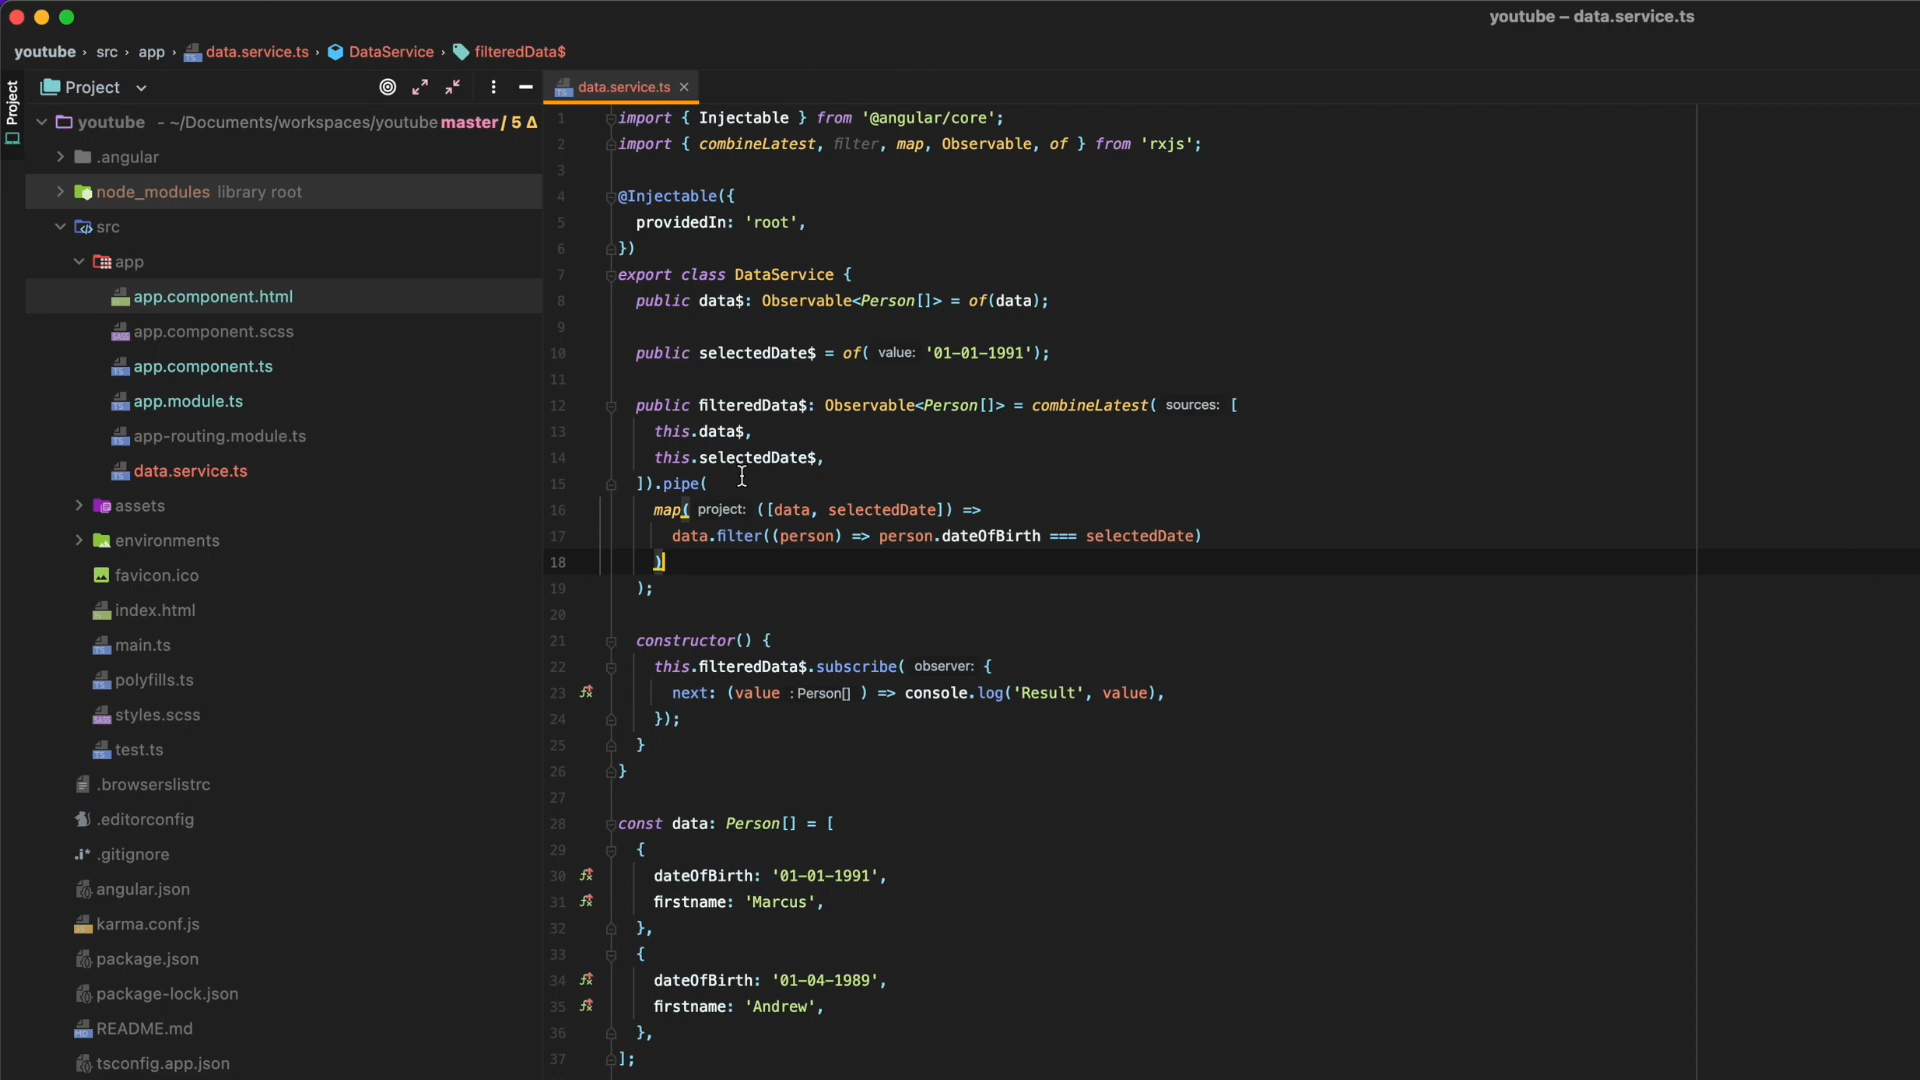 youtube – data.service.ts
youtube › src › app › data.service.ts › DataService › filteredData$
Project
Project
data.service.ts
youtube - ~/Documents/workspaces/youtube master / 5 Δ
.angular
node_modules library root
src
app
app.component.html
app.component.scss
app.component.ts
app.module.ts
app-routing.module.ts
data.service.ts
assets
environments
favicon.ico
index.html
main.ts
polyfills.ts
styles.scss
test.ts
.browserslistrc
.editorconfig
.gitignore
angular.json
karma.conf.js
package.json
package-lock.json
README.md
tsconfig.app.json
1 import { Injectable } from '@angular/core';
2 import { combineLatest, filter, map, Observable, of } from 'rxjs';
3
4 @Injectable({
5 providedIn: 'root',
6 })
7 export class DataService {
8 public data$: Observable<Person[]> = of(data);
9
10 public selectedDate$ = of( value: '01-01-1991');
11
12 public filteredData$: Observable<Person[]> = combineLatest( sources: [
13 this.data$,
14 this.selectedDate$,
15 ]).pipe(
16 map( project: ([data, selectedDate]) =>
17 data.filter((person) => person.dateOfBirth === selectedDate)
18 )
19 );
20
21 constructor() {
22 this.filteredData$.subscribe( observer: {
23 next: (value : Person[] ) => console.log('Result', value),
24 });
25 }
26 }
27
28 const data: Person[] = [
29 {
30 dateOfBirth: '01-01-1991',
31 firstname: 'Marcus',
32 },
33 {
34 dateOfBirth: '01-04-1989',
35 firstname: 'Andrew',
36 },
37 ];